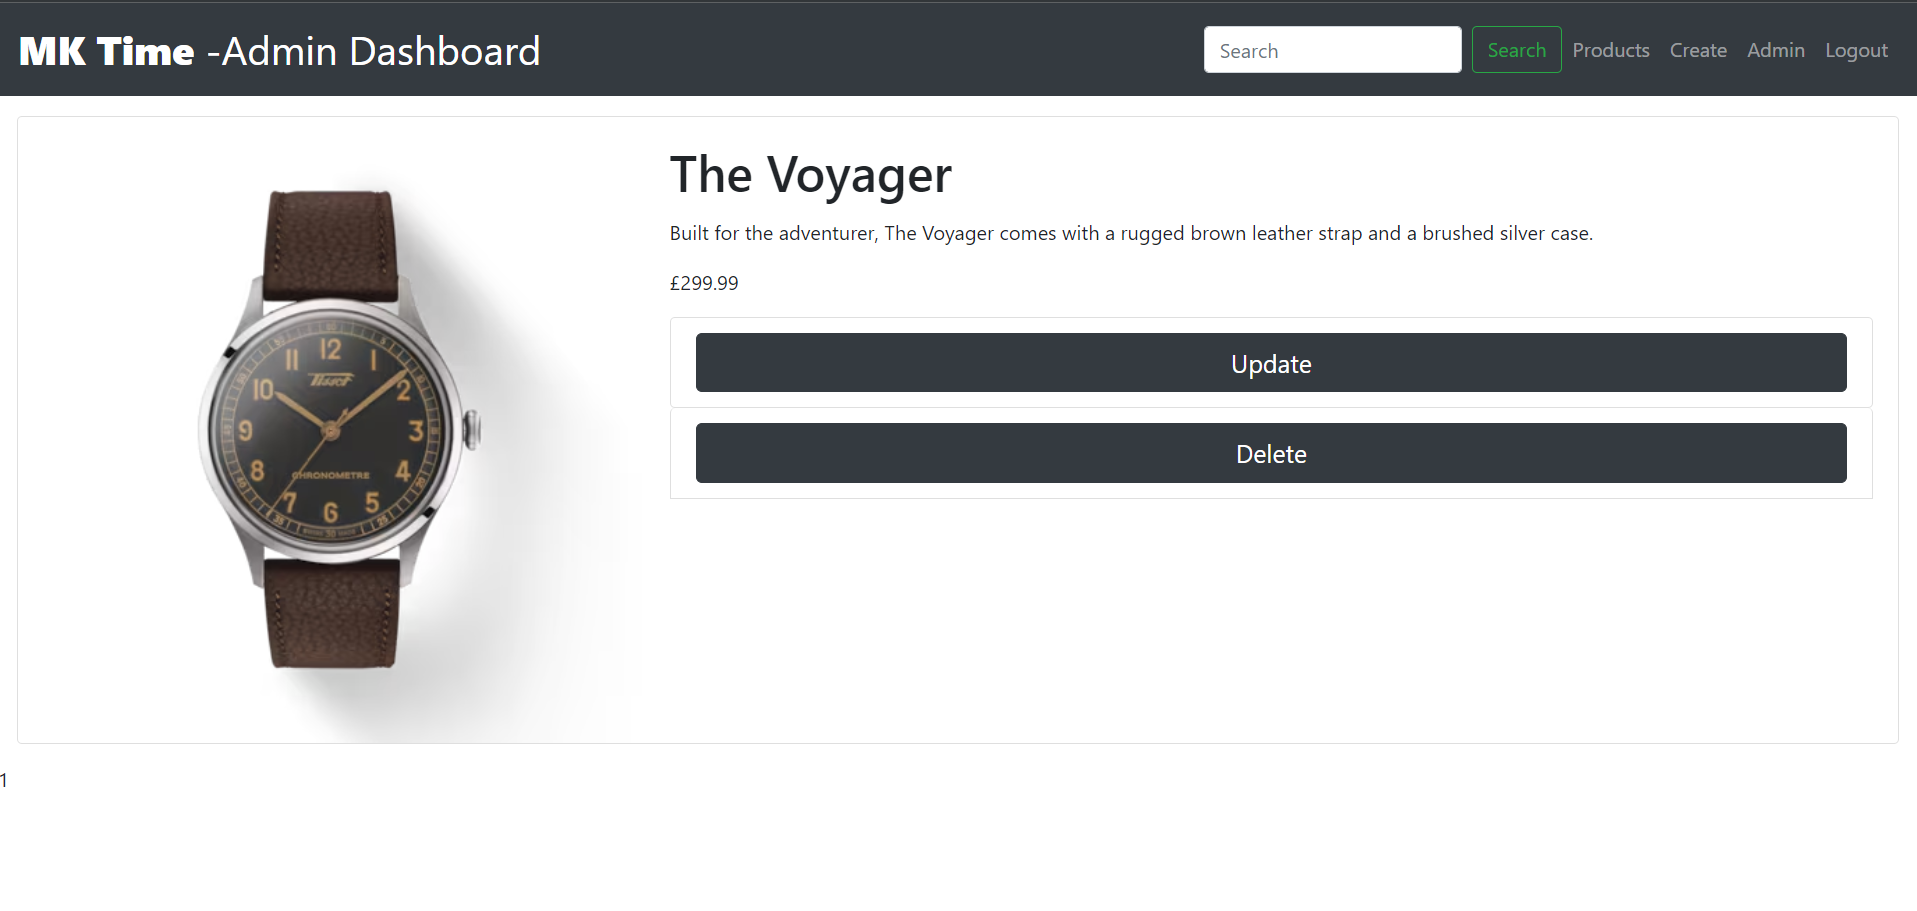 MK Time -Admin Dashboard
Search Search Products Create Admin Logout
The Voyager
Built for the adventurer, The Voyager comes with a rugged brown leather strap and a brushed silver case.
£299.99
Update
Delete
12
11 1
10 2
9 3
8 4
7 5
6
Tissot
CHRONOMETRE
1